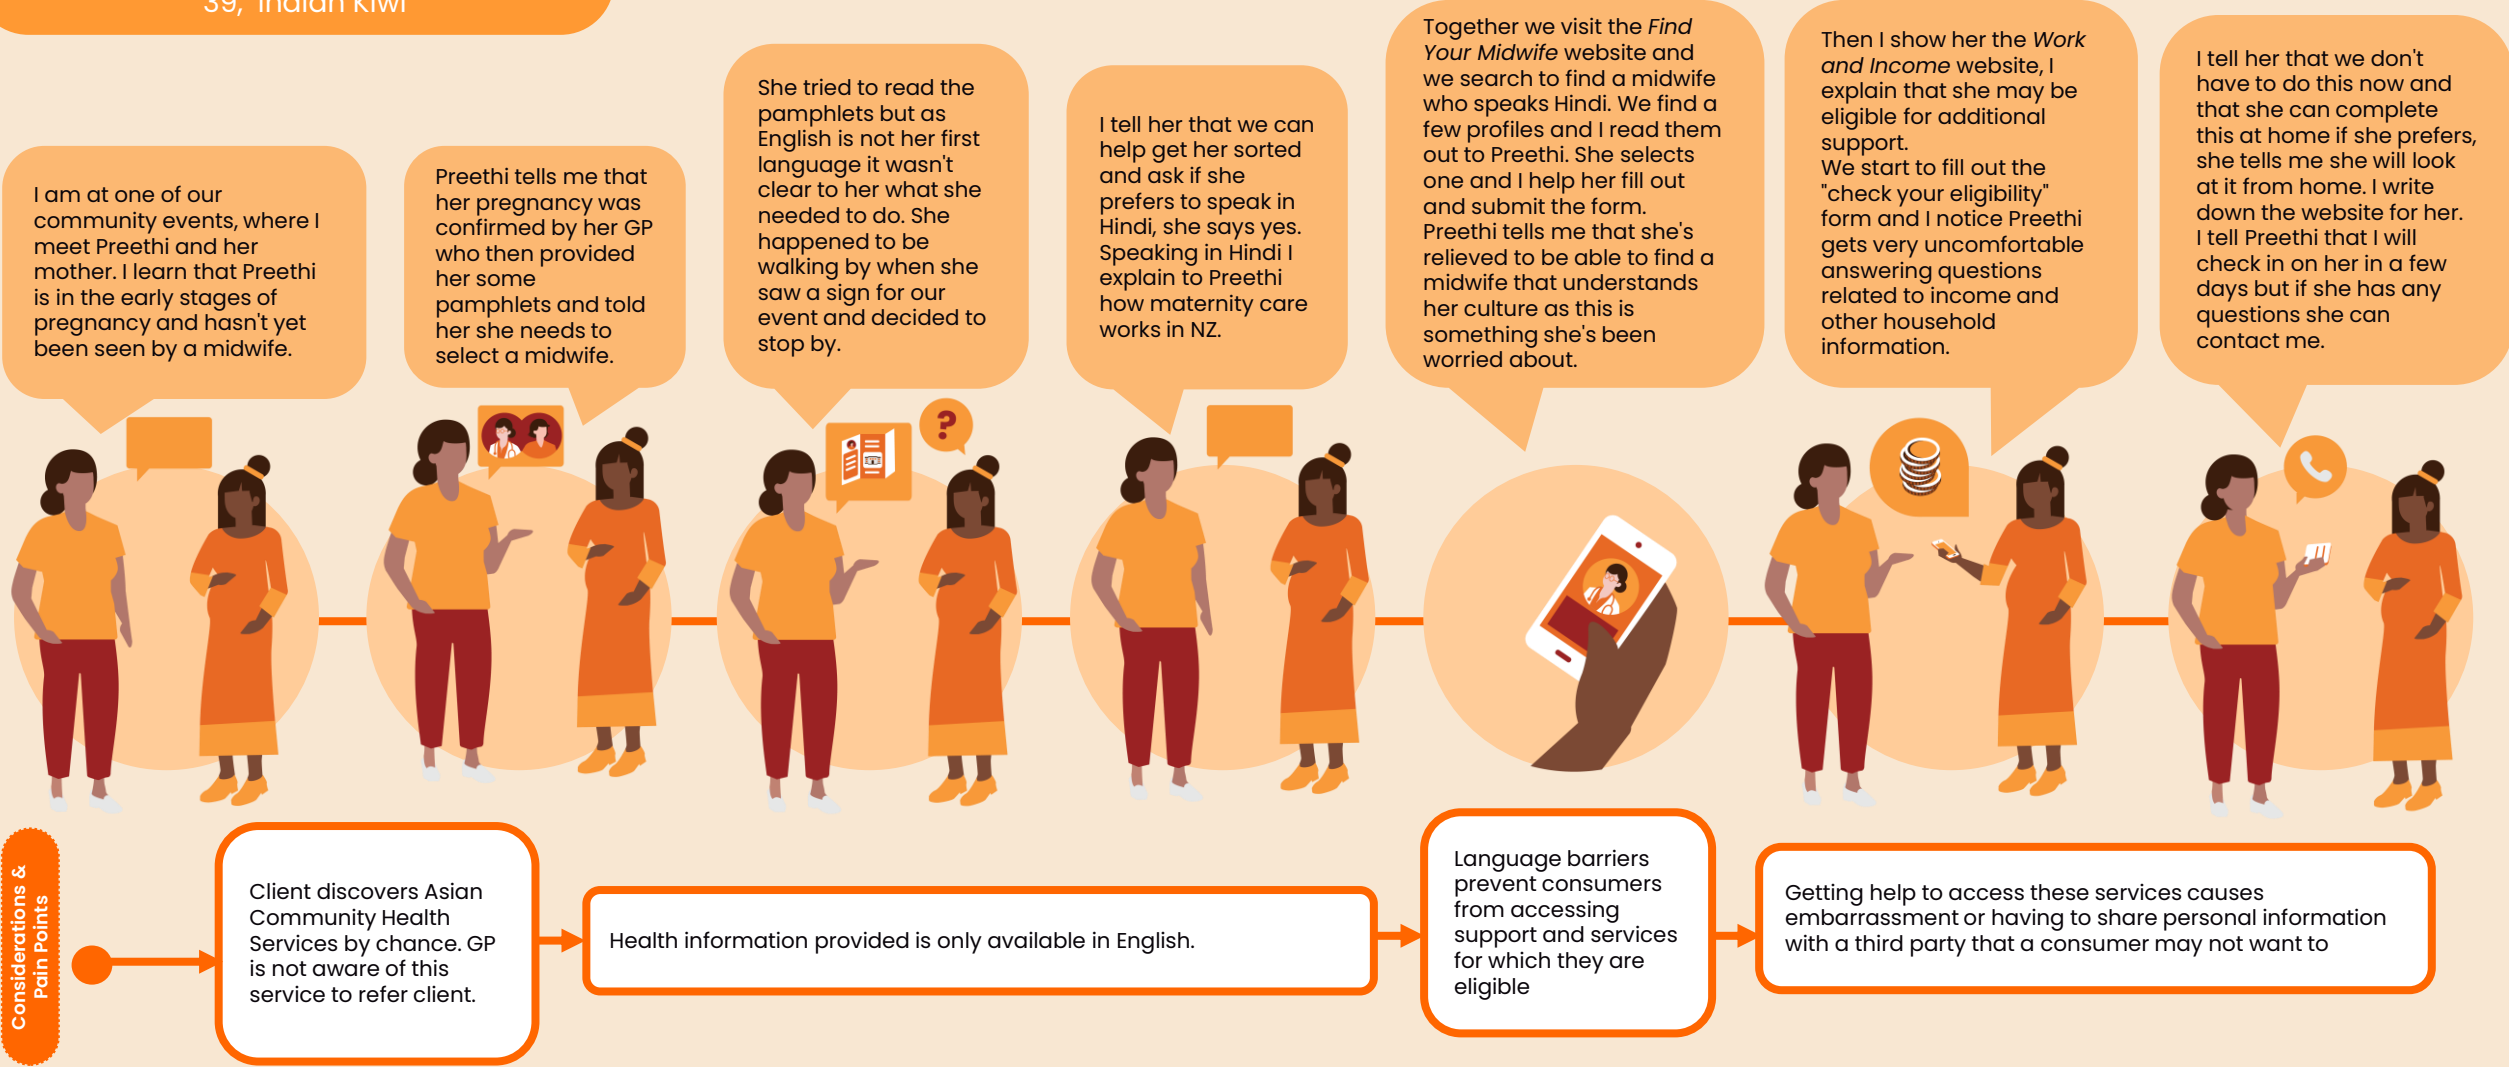 39, Indian Kiwi
I am at one of our
community events, where I
meet Preethi and her
mother. I learn that Preethi
is in the early stages of
pregnancy and hasn't yet
been seen by a midwife.
Preethi tells me that
her pregnancy was
confirmed by her GP
who then provided
her some
pamphlets and told
her she needs to
select a midwife.
She tried to read the
pamphlets but as
English is not her first
language it wasn't
clear to her what she
needed to do. She
happened to be
walking by when she
saw a sign for our
event and decided to
stop by.
I tell her that we can
help get her sorted
and ask if she
prefers to speak in
Hindi, she says yes.
Speaking in Hindi I
explain to Preethi
how maternity care
works in NZ.
Together we visit the Find
Your Midwife website and
we search to find a midwife
who speaks Hindi. We find a
few profiles and I read them
out to Preethi. She selects
one and I help her fill out
and submit the form.
Preethi tells me that she's
relieved to be able to find a
midwife that understands
her culture as this is
something she's been
worried about.
Then I show her the Work
and Income website, I
explain that she may be
eligible for additional
support.
We start to fill out the
"check your eligibility"
form and I notice Preethi
gets very uncomfortable
answering questions
related to income and
other household
information.
I tell her that we don't
have to do this now and
that she can complete
this at home if she prefers,
she tells me she will look
at it from home. I write
down the website for her.
I tell Preethi that I will
check in on her in a few
days but if she has any
questions she can
contact me.
?
Considerations &
Pain Points
Client discovers Asian
Community Health
Services by chance. GP
is not aware of this
service to refer client.
Health information provided is only available in English.
Language barriers
prevent consumers
from accessing
support and services
for which they are
eligible
Getting help to access these services causes
embarrassment or having to share personal information
with a third party that a consumer may not want to